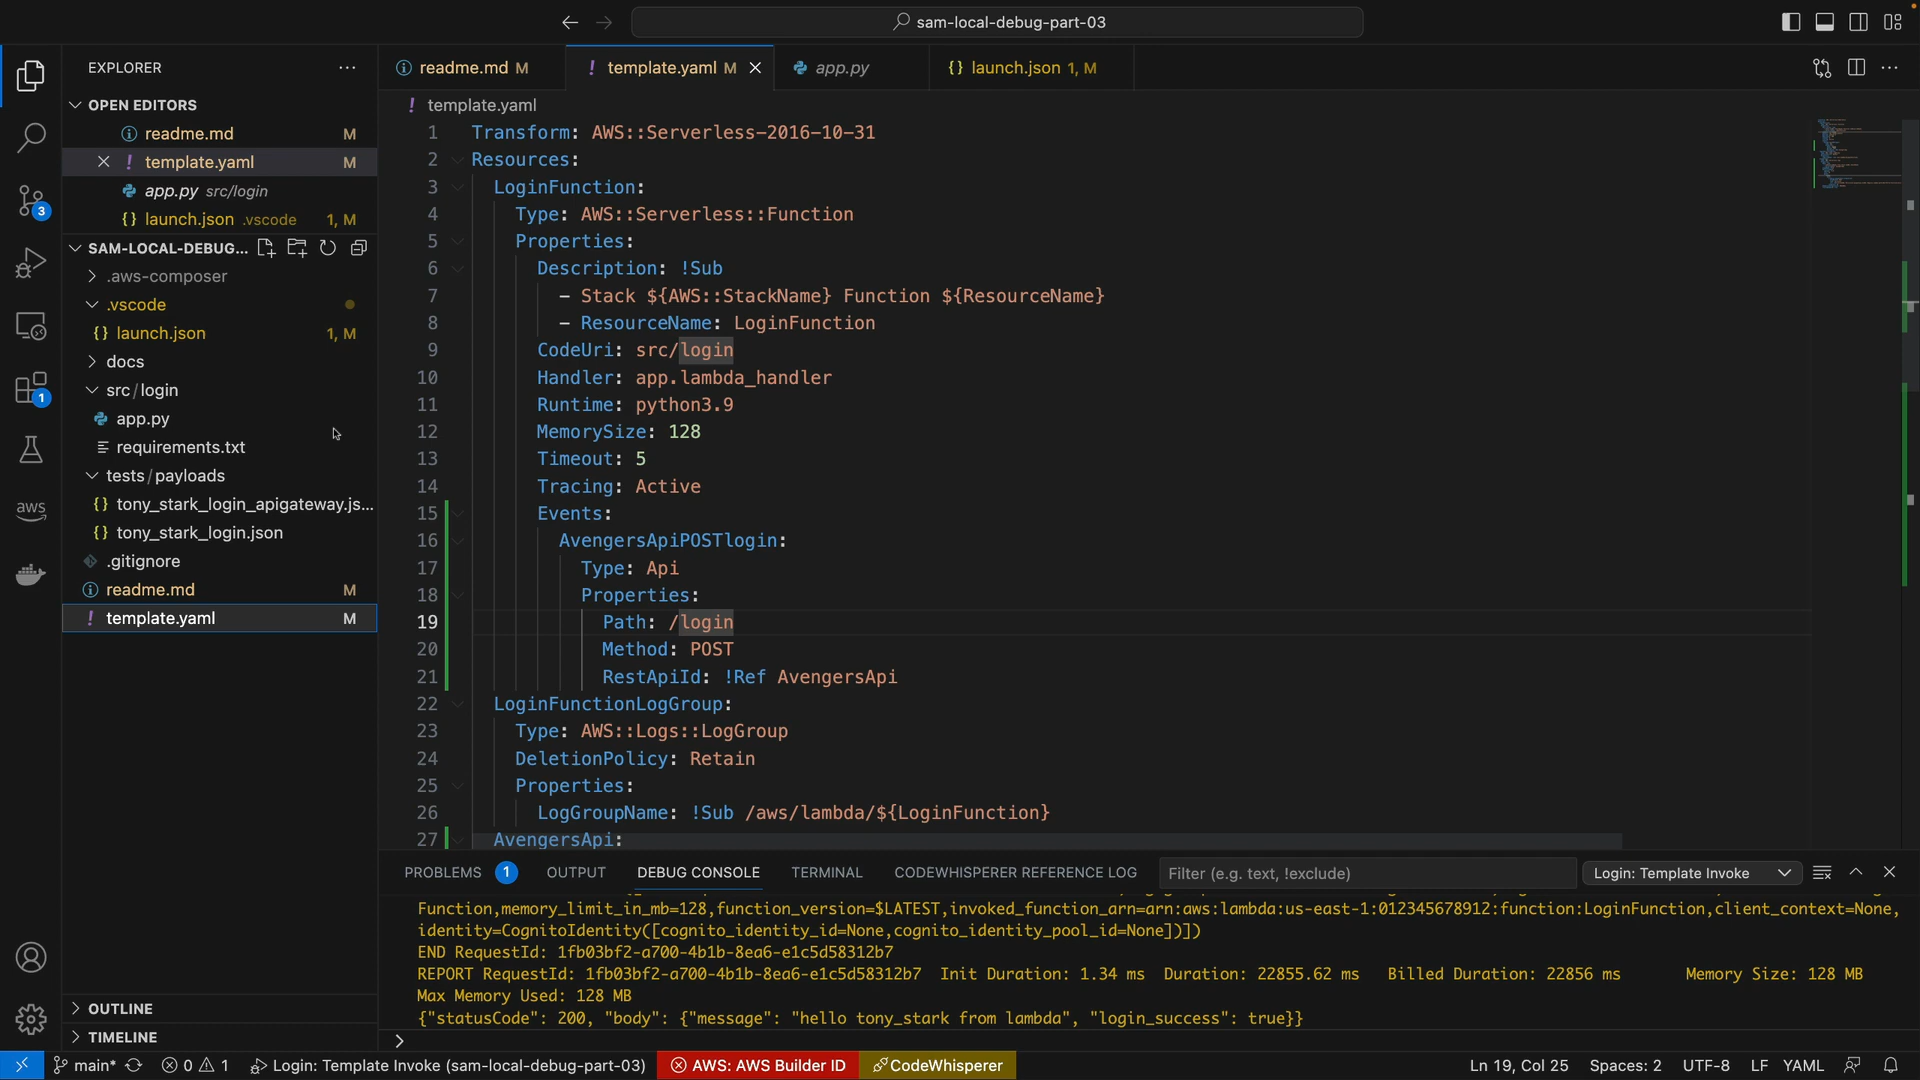 sam-local-debug-part-03
EXPLORER
OPEN EDITORS
readme.md M
template.yaml M
app.py src/login
launch.json .vscode 1, M
SAM-LOCAL-DEBUG...
.aws-composer
.vscode
launch.json 1, M
docs
src/login
app.py
requirements.txt
tests/payloads
tony_stark_login_apigateway.js...
tony_stark_login.json
.gitignore
readme.md M
template.yaml M
OUTLINE
TIMELINE
3
1
aws
readme.md M
template.yaml M
app.py
launch.json 1, M
template.yaml
1 Transform: AWS::Serverless-2016-10-31
2 Resources:
3 LoginFunction:
4 Type: AWS::Serverless::Function
5 Properties:
6 Description: !Sub
7 - Stack ${AWS::StackName} Function ${ResourceName}
8 - ResourceName: LoginFunction
9 CodeUri: src/login
10 Handler: app.lambda_handler
11 Runtime: python3.9
12 MemorySize: 128
13 Timeout: 5
14 Tracing: Active
15 Events:
16 AvengersApiPOSTlogin:
17 Type: Api
18 Properties:
19 Path: /login
20 Method: POST
21 RestApiId: !Ref AvengersApi
22 LoginFunctionLogGroup:
23 Type: AWS::Logs::LogGroup
24 DeletionPolicy: Retain
25 Properties:
26 LogGroupName: !Sub /aws/lambda/${LoginFunction}
27 AvengersApi:
PROBLEMS 1 OUTPUT DEBUG CONSOLE TERMINAL CODEWHISPERER REFERENCE LOG Filter (e.g. text, !exclude) Login: Template Invoke
Function,memory_limit_in_mb=128,function_version=$LATEST,invoked_function_arn=arn:aws:lambda:us-east-1:012345678912:function:LoginFunction,client_context=None,
identity=CognitoIdentity([cognito_identity_id=None,cognito_identity_pool_id=None])])
END RequestId: 1fb03bf2-a700-4b1b-8ea6-e1c5d58312b7
REPORT RequestId: 1fb03bf2-a700-4b1b-8ea6-e1c5d58312b7 Init Duration: 1.34 ms Duration: 22855.62 ms Billed Duration: 22856 ms Memory Size: 128 MB
Max Memory Used: 128 MB
{"statusCode": 200, "body": {"message": "hello tony_stark from lambda", "login_success": true}}
main* 0 1 Login: Template Invoke (sam-local-debug-part-03) AWS: AWS Builder ID CodeWhisperer Ln 19, Col 25 Spaces: 2 UTF-8 LF YAML